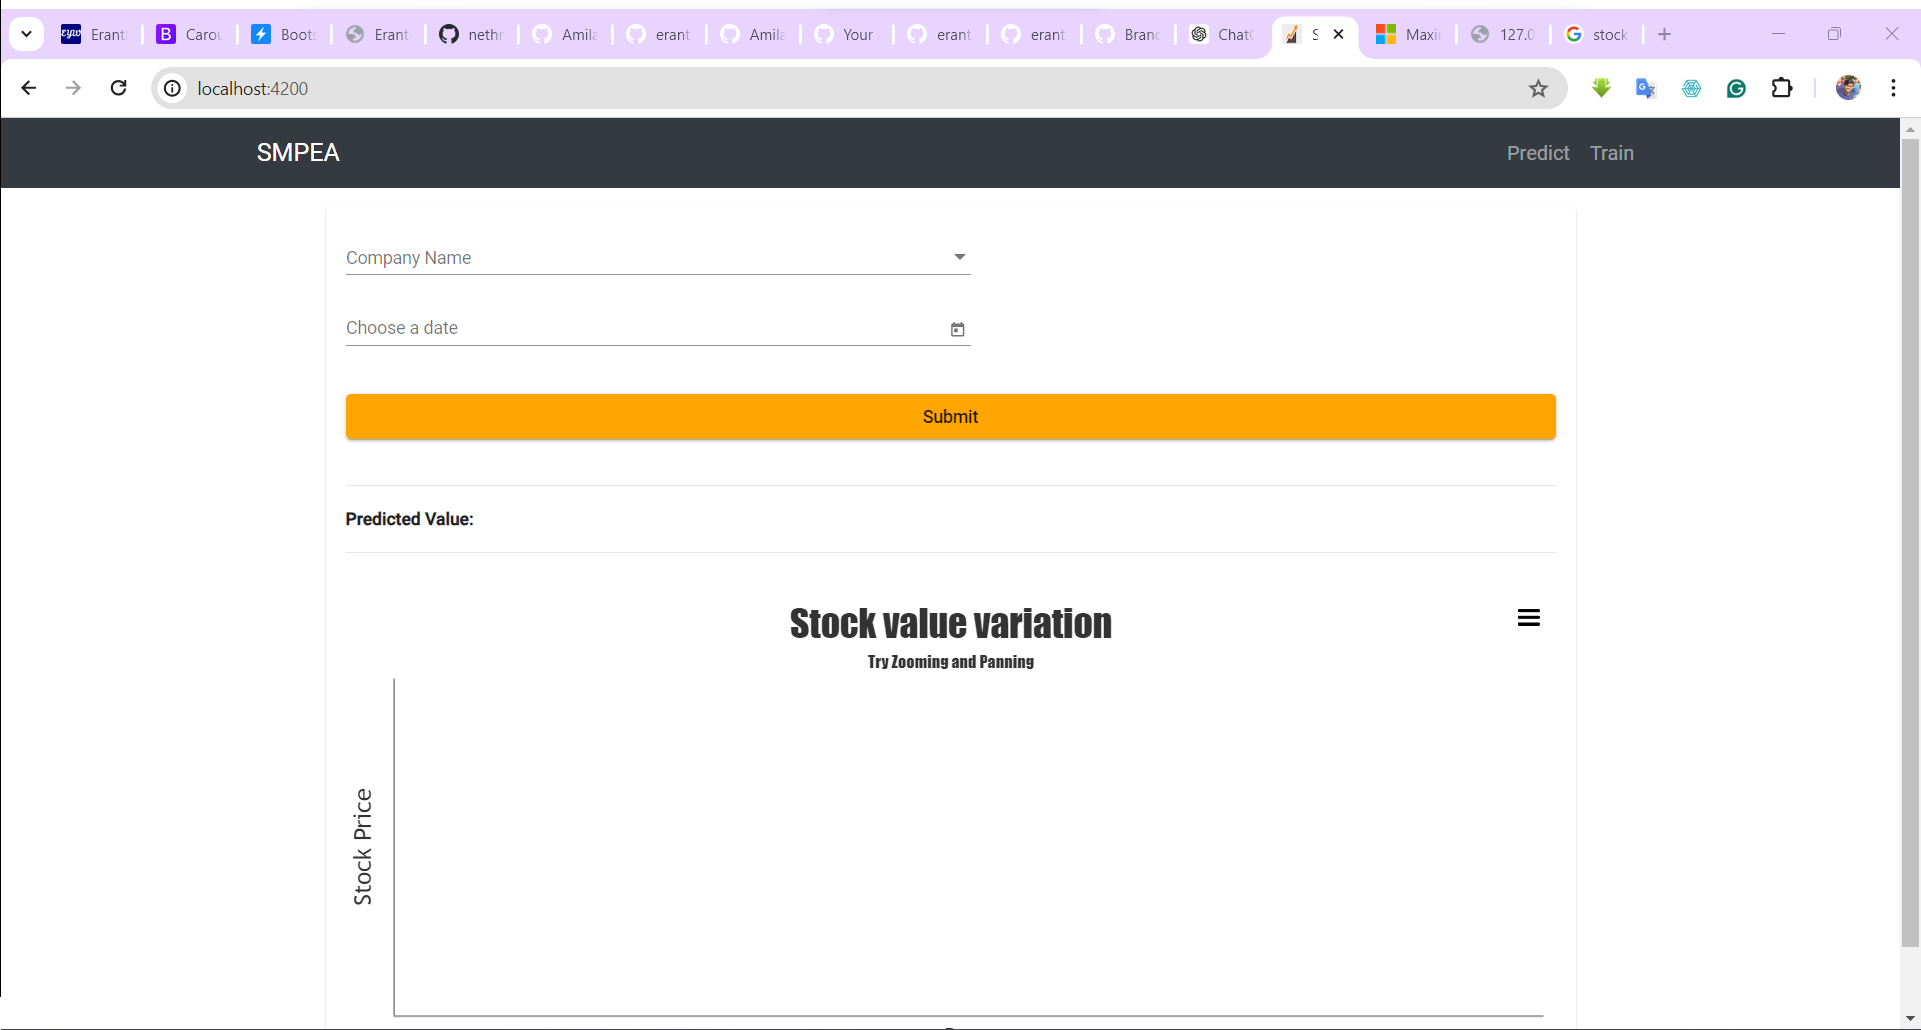 Erant
Carou
Boots
Erant
nethr
Amila
erant
Amila
Your
erant
erant
Branc
Chat
S
Maxi
127.0
stock
localhost:4200
SMPEA
Predict Train
Company Name
Choose a date
Submit
Predicted Value:
Stock value variation
Try Zooming and Panning
Stock Price